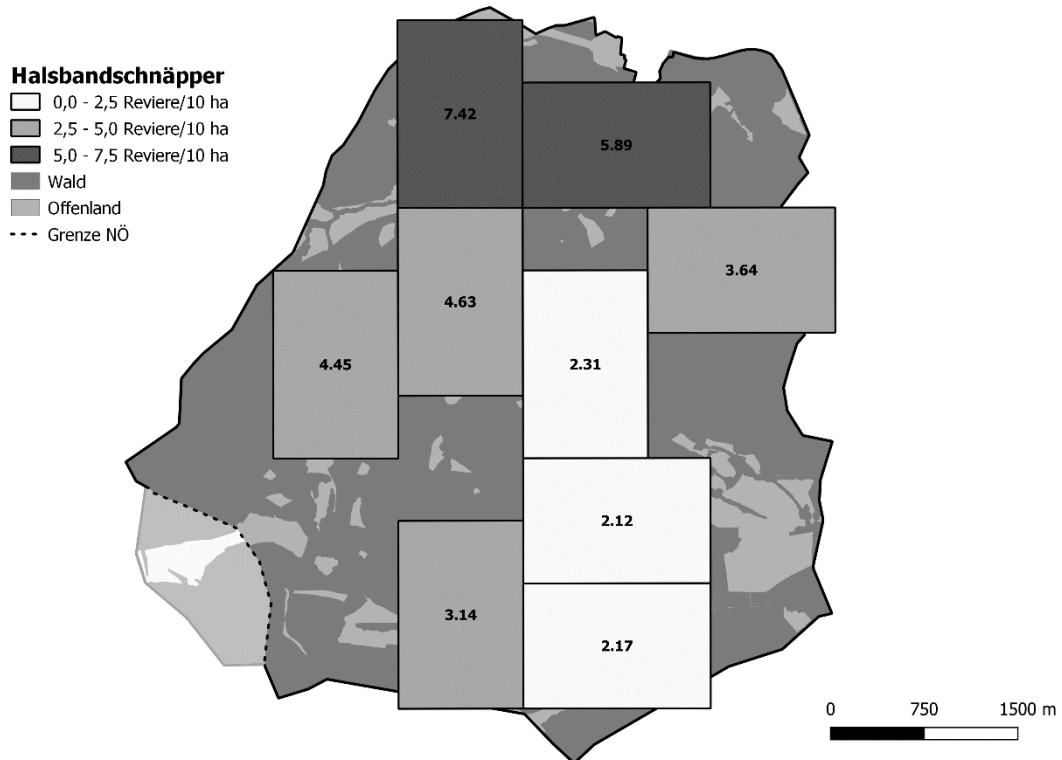 Halsbandschnäpper
0,0 - 2,5 Reviere/10 ha
2,5 - 5,0 Reviere/10 ha
5,0 - 7,5 Reviere/10 ha
Wald
Offenland
Grenze NÖ
7.42
5.89
3.64
4.63
4.45
2.31
2.12
3.14
2.17
0 750 1500 m